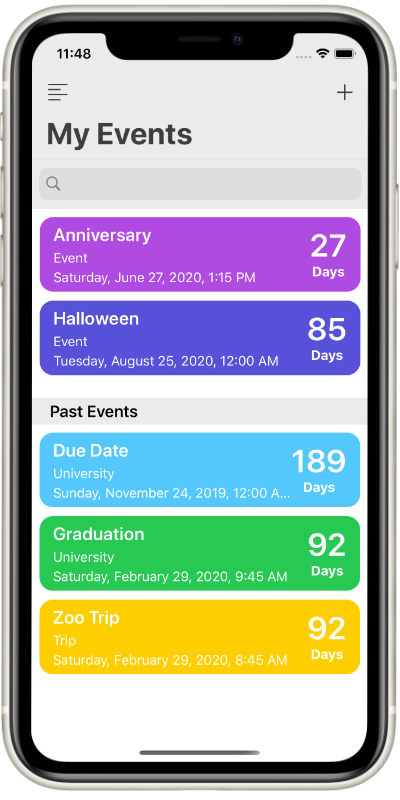 11:48
My Events
Anniversary
27
Event
Days
Saturday, June 27, 2020, 1:15 PM
Halloween
85
Event
Days
Tuesday, August 25, 2020, 12:00 AM
Past Events
Due Date
189
University
Days
Sunday, November 24, 2019, 12:00 A...
Graduation
92
University
Days
Saturday, February 29, 2020, 9:45 AM
Zoo Trip
92
Trip
Days
Saturday, February 29, 2020, 8:45 AM